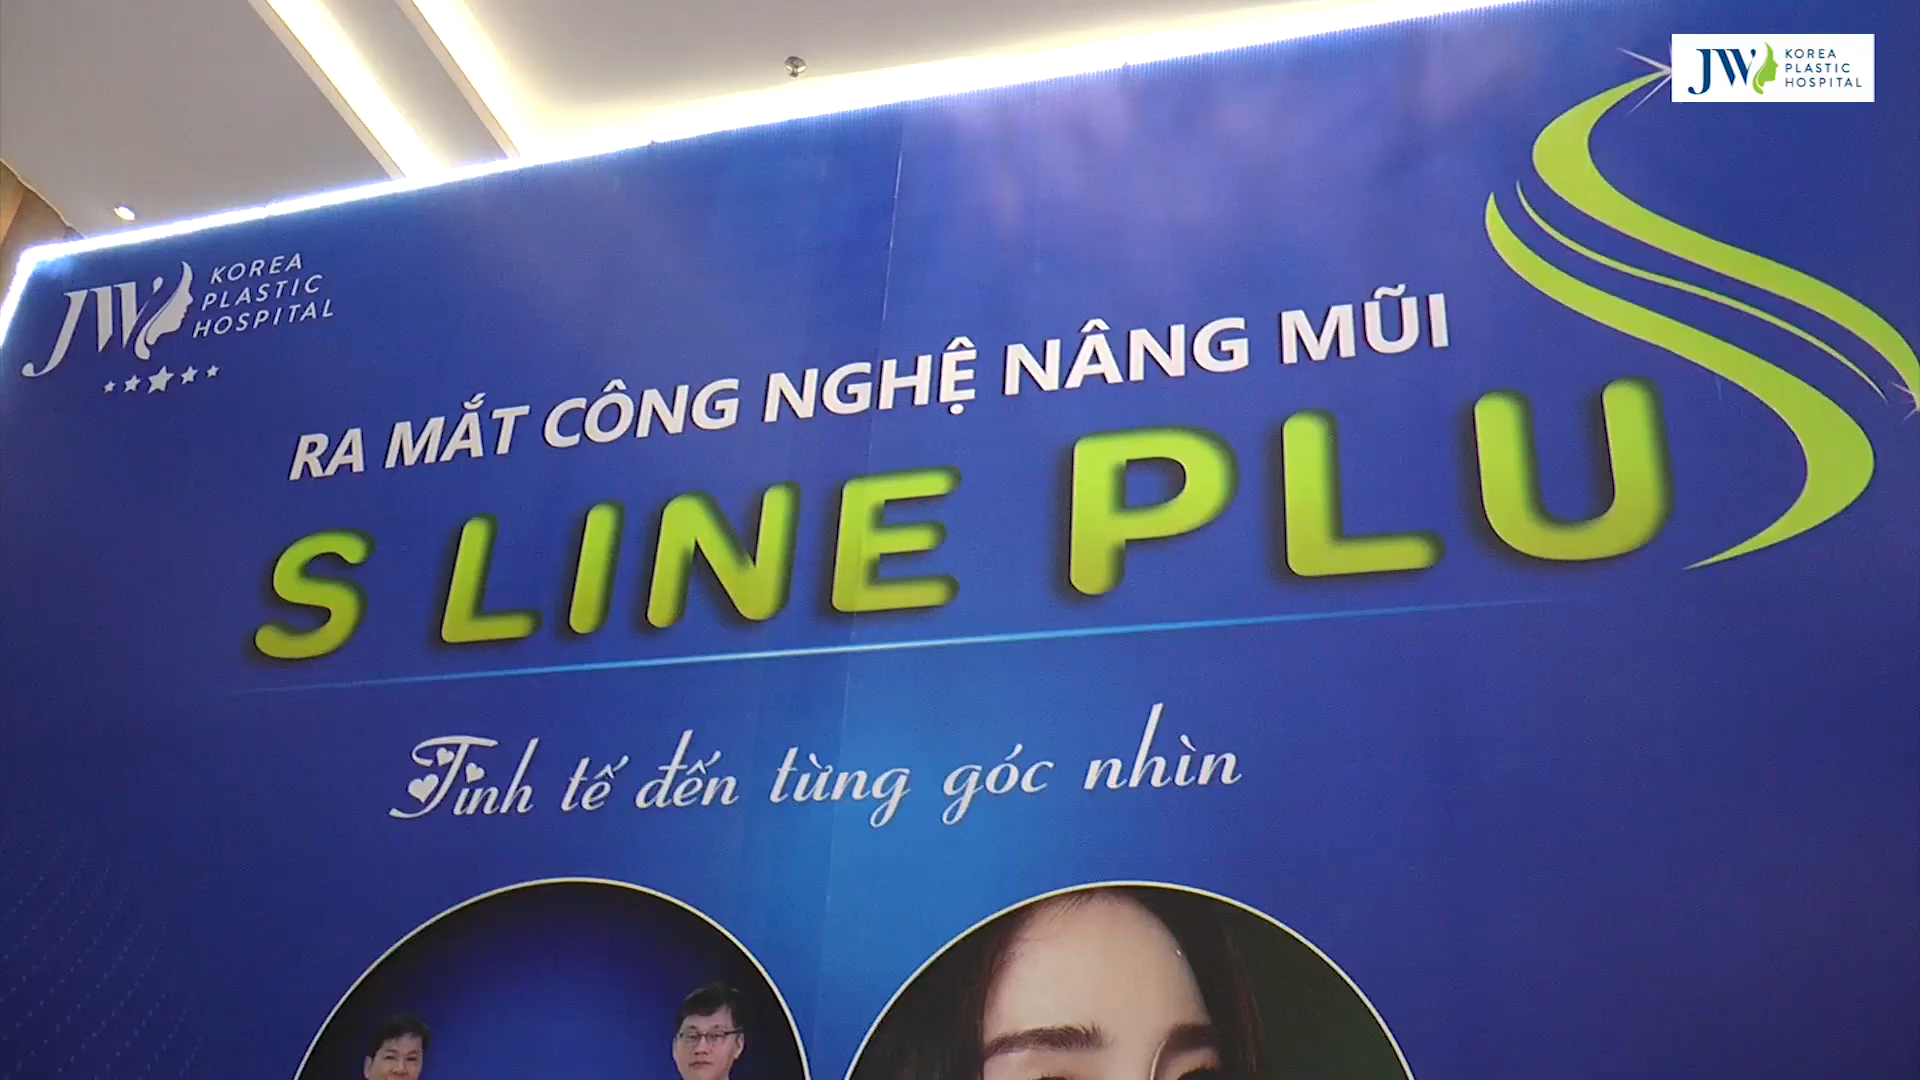 JW KOREA
PLASTIC
HOSPITAL
JW KOREA
PLASTIC
HOSPITAL
RA MẮT CÔNG NGHỆ NÂNG MŨI
S LINE PLUS
Tinh tế đến từng góc nhìn